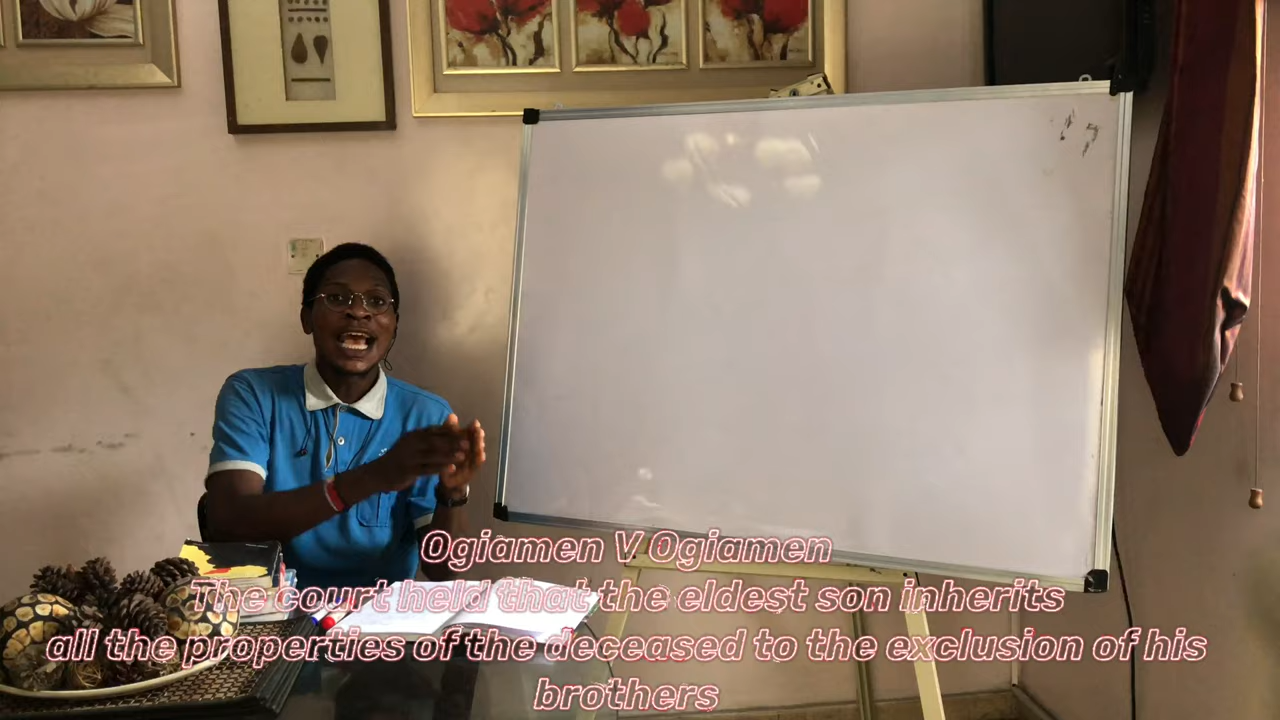 Ogiamen V Ogiamen
The court held that the eldest son inherits
all the properties of the deceased to the exclusion of his
brothers